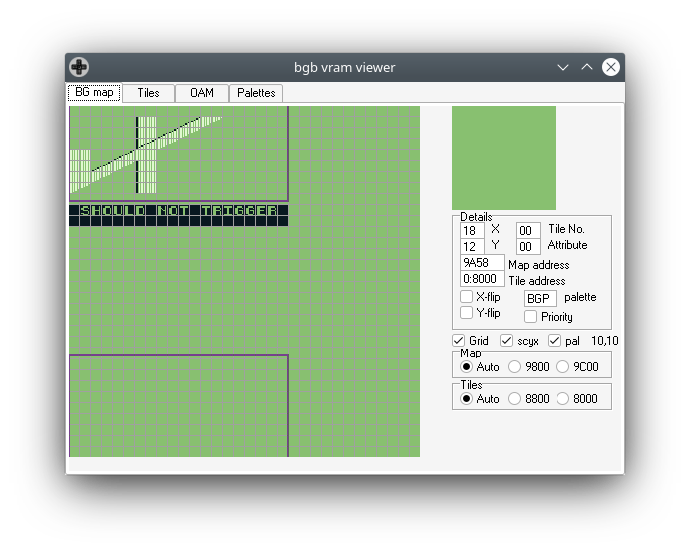 bgb vram viewer
BG map Tiles OAM Palettes
SHOULD NOT TRIGGER
Details
18 X 00 Tile No.
12 Y 00 Attribute
9A58 Map address
0:8000 Tile address
X-flip BGP palette
Y-flip Priority
Grid scyx pal 10,10
Map
Auto 9800 9C00
Tiles
Auto 8800 8000